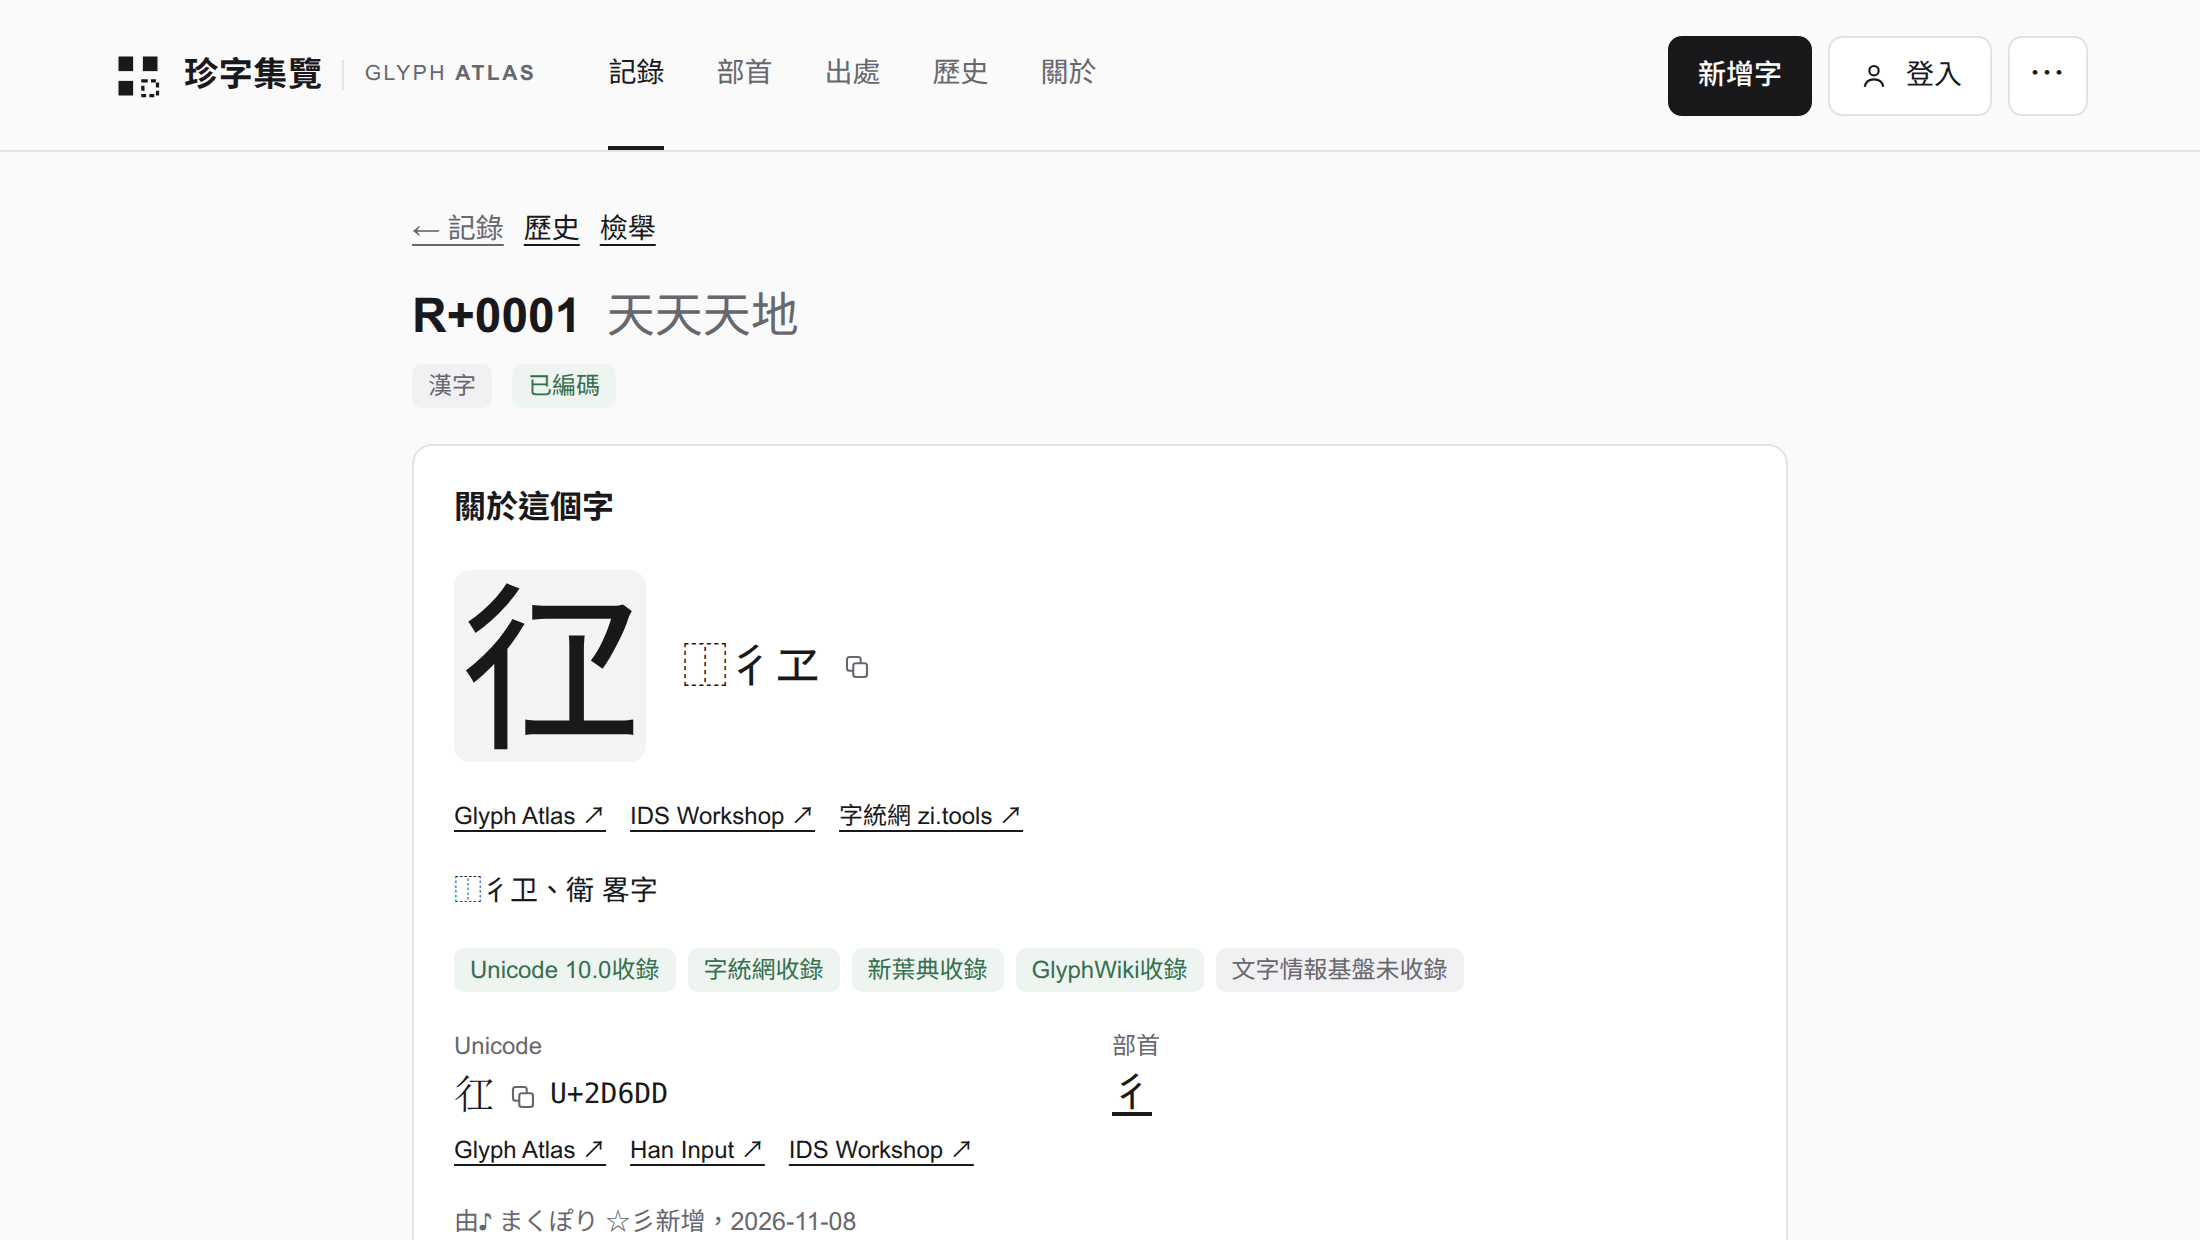 珍字集覽 GLYPH ATLAS 記錄 部首 出處 歷史 關於 新增字 登入 ···
← 記錄 歷史 檢舉
R+0001 天天天地
漢字 已編碼
關於這個字
𭛝
⿰彳ヱ
Glyph Atlas ↗ IDS Workshop ↗ 字統網 zi.tools ↗
⿰彳卫、衛 畧字
Unicode 10.0收錄 字統網收錄 新葉典收錄 GlyphWiki收錄 文字情報基盤未收錄
Unicode 部首
𭛝 U+2D6DD 彳
Glyph Atlas ↗ Han Input ↗ IDS Workshop ↗
由♪ まくぽり ☆彡新增，2026-11-08